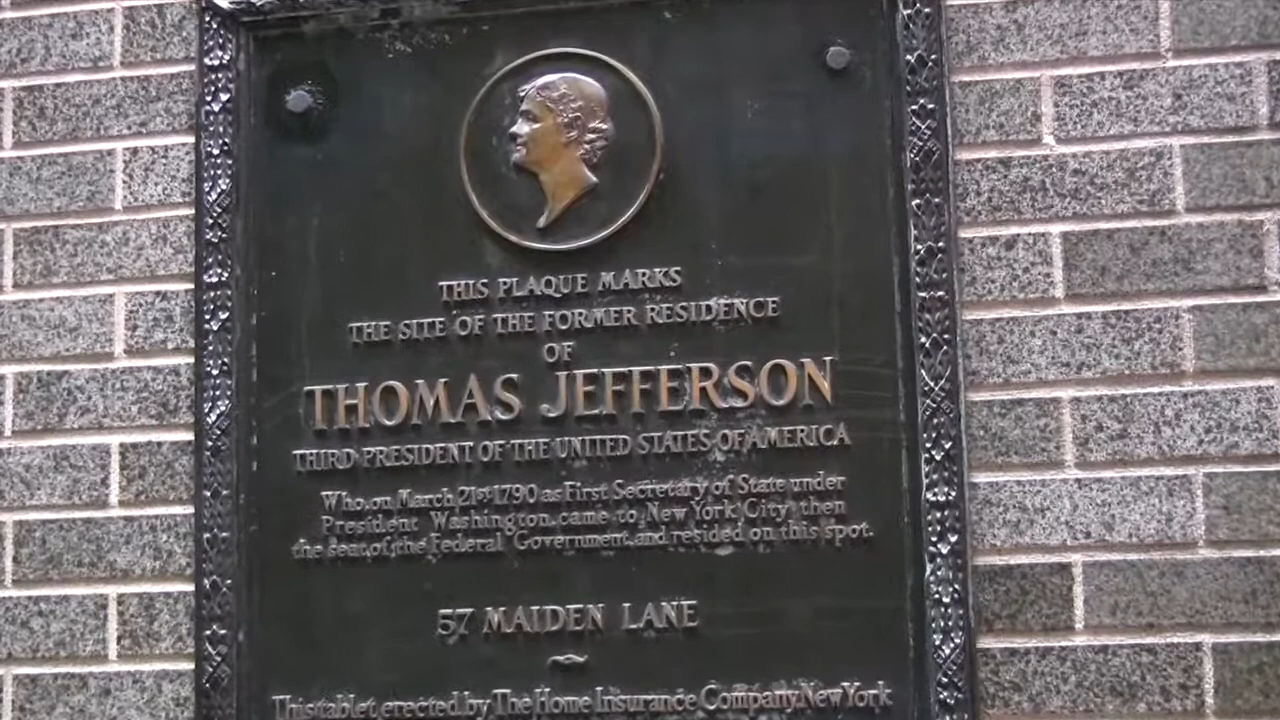 THIS PLAQUE MARKS
THE SITE OF THE FORMER RESIDENCE
OF
THOMAS JEFFERSON
THIRD PRESIDENT OF THE UNITED STATES OF AMERICA
Who, on March 21st 1790 as First Secretary of State under
President Washington, came to New York City then
the seat, of the Federal Government, and resided on this spot.
57 MAIDEN LANE
This tablet erected by The Home Insurance Company, New York